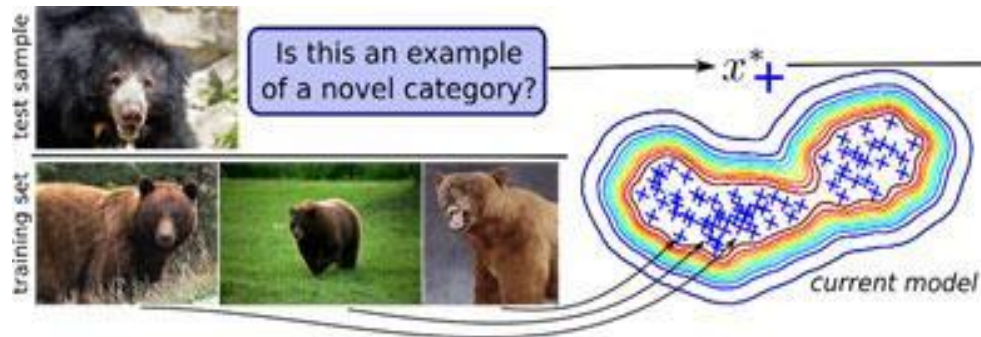 test sample
Is this an example
of a novel category?
x*
training set
current model